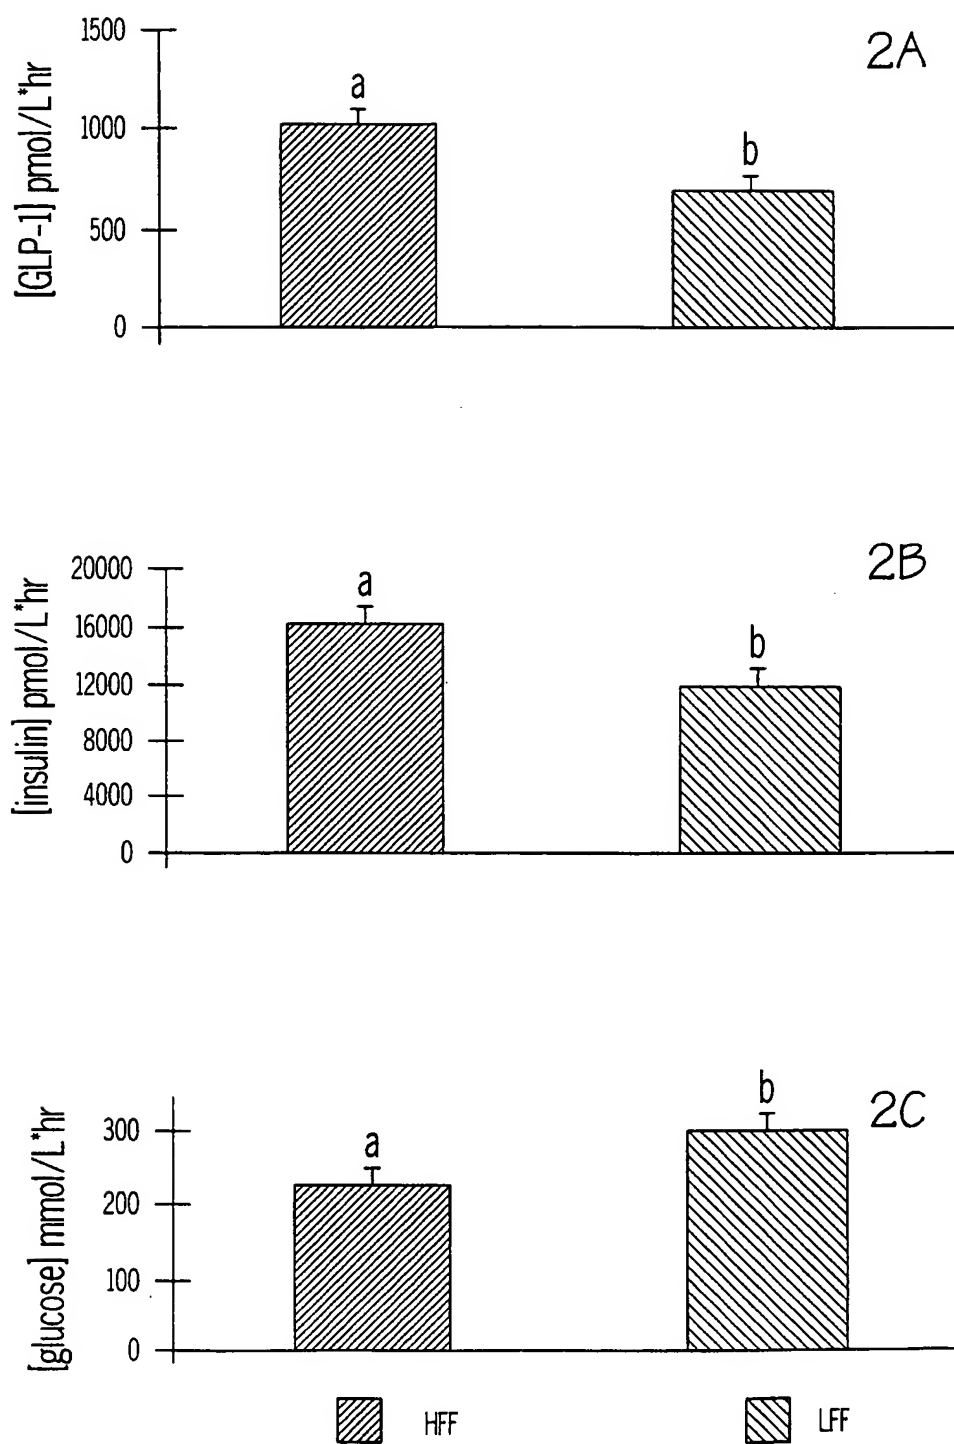 2A
[GLP-1] pmol/L*hr
1500
1000
500
0
a
b
2B
[insulin] pmol/L*hr
20000
16000
12000
8000
4000
0
a
b
2C
[glucose] mmol/L*hr
300
200
100
0
a
b
HFF
LFF